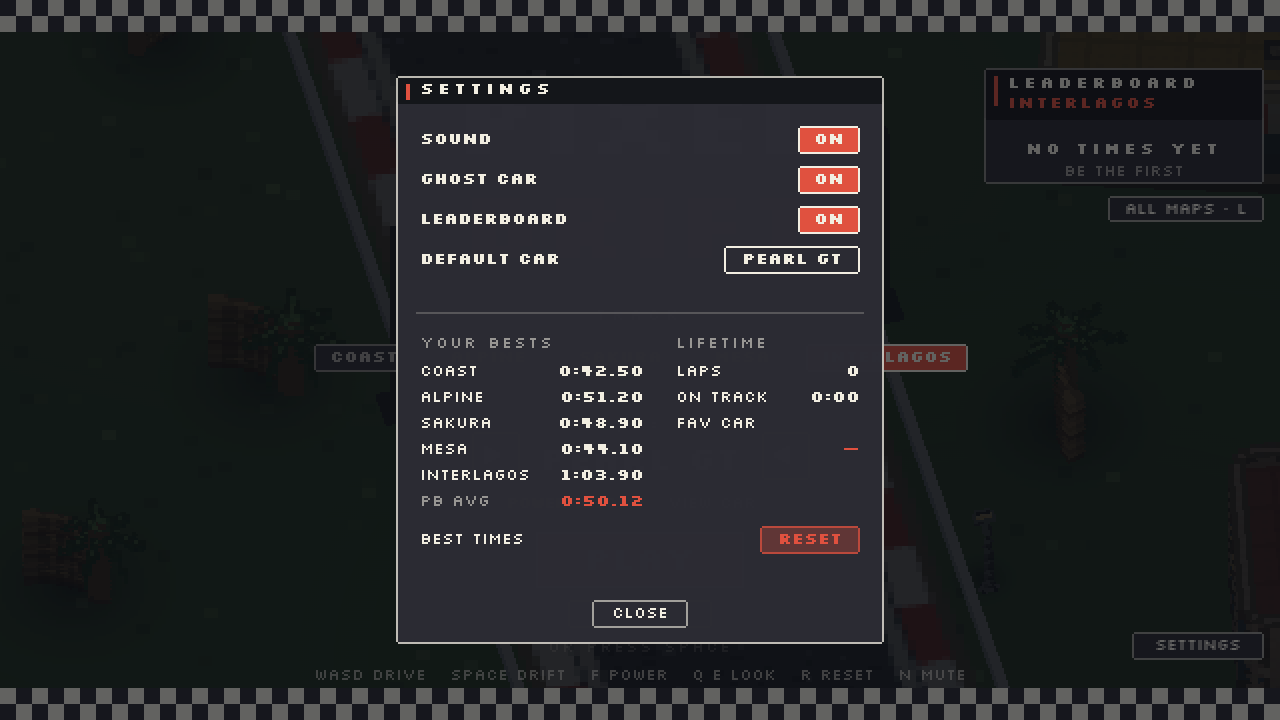 SETTINGS
SOUND ON
GHOST CAR ON
LEADERBOARD ON
DEFAULT CAR PEARL GT
YOUR BESTS
COAST 0:42.50
ALPINE 0:51.20
SAKURA 0:48.90
MESA 0:44.10
INTERLAGOS 1:03.90
PB AVG 0:50.12
LIFETIME
LAPS 0
ON TRACK 0:00
FAV CAR
—
BEST TIMES RESET
CLOSE
LEADERBOARD
INTERLAGOS
NO TIMES YET
BE THE FIRST
ALL MAPS - L
COAST
LAGOS
SETTINGS
OR PRESS SPACE
WASD DRIVE SPACE DRIFT F POWER Q E LOOK R RESET N MUTE